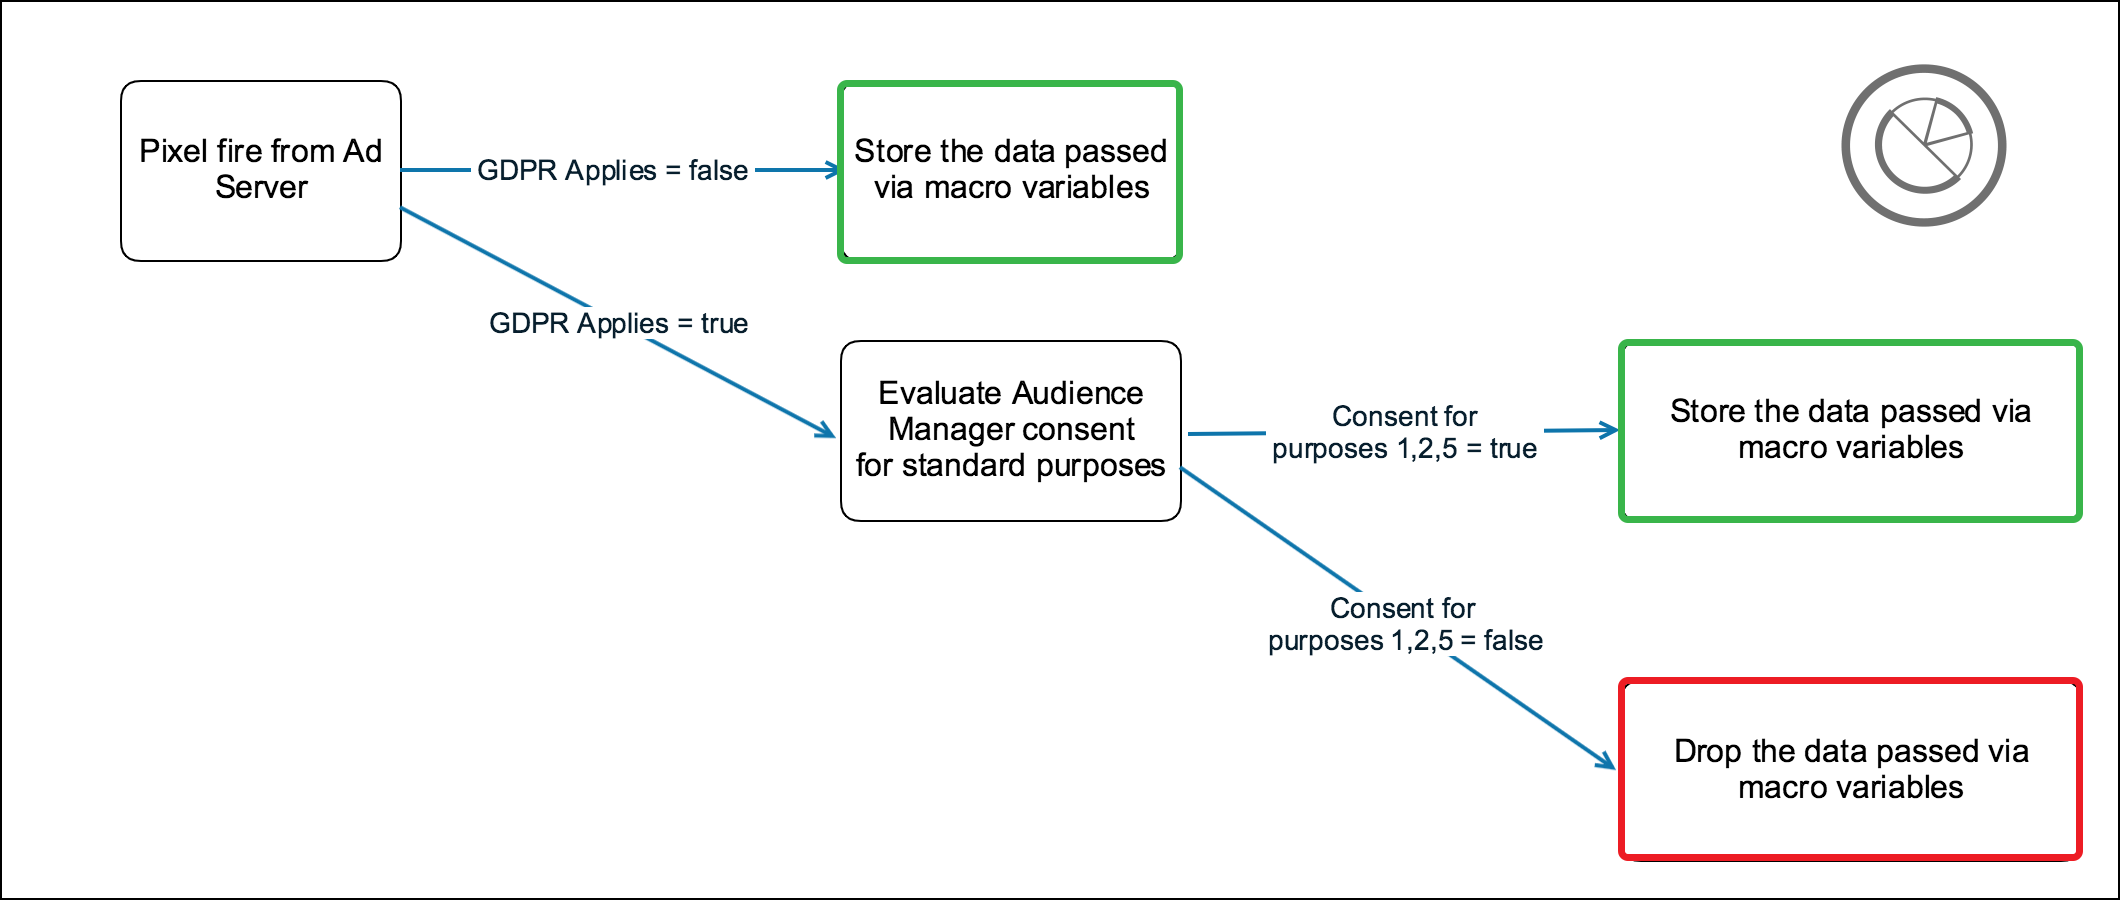 Pixel fire from Ad
Server
GDPR Applies = false
Store the data passed
via macro variables
GDPR Applies = true
Evaluate Audience
Manager consent
for standard purposes
Consent for
purposes 1,2,5 = true
Store the data passed via
macro variables
Consent for
purposes 1,2,5 = false
Drop the data passed via
macro variables